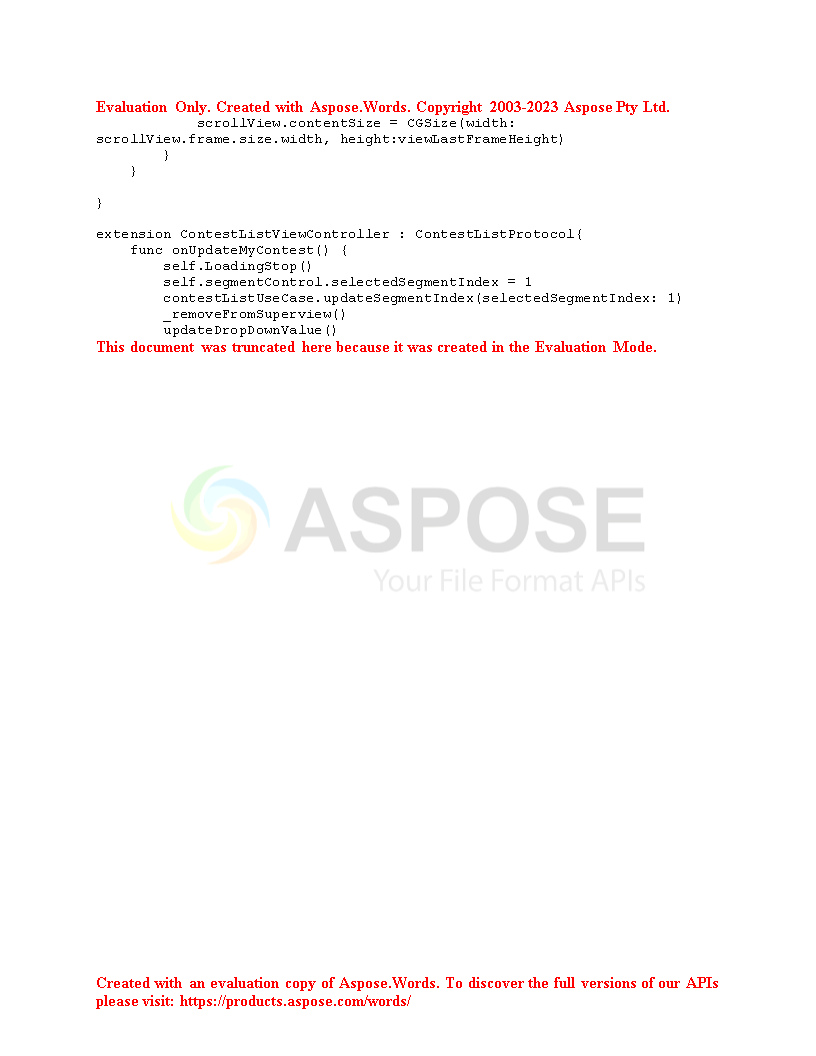 Evaluation Only. Created with Aspose.Words. Copyright 2003-2023 Aspose Pty Ltd.
            scrollView.contentSize = CGSize(width:
scrollView.frame.size.width, height:viewLastFrameHeight)
        }
    }

}

extension ContestListViewController : ContestListProtocol{
    func onUpdateMyContest() {
        self.LoadingStop()
        self.segmentControl.selectedSegmentIndex = 1
        contestListUseCase.updateSegmentIndex(selectedSegmentIndex: 1)
        _removeFromSuperview()
        updateDropDownValue()
This document was truncated here because it was created in the Evaluation Mode.
ASPOSE
Your File Format APIs
Created with an evaluation copy of Aspose.Words. To discover the full versions of our APIs
please visit: https://products.aspose.com/words/